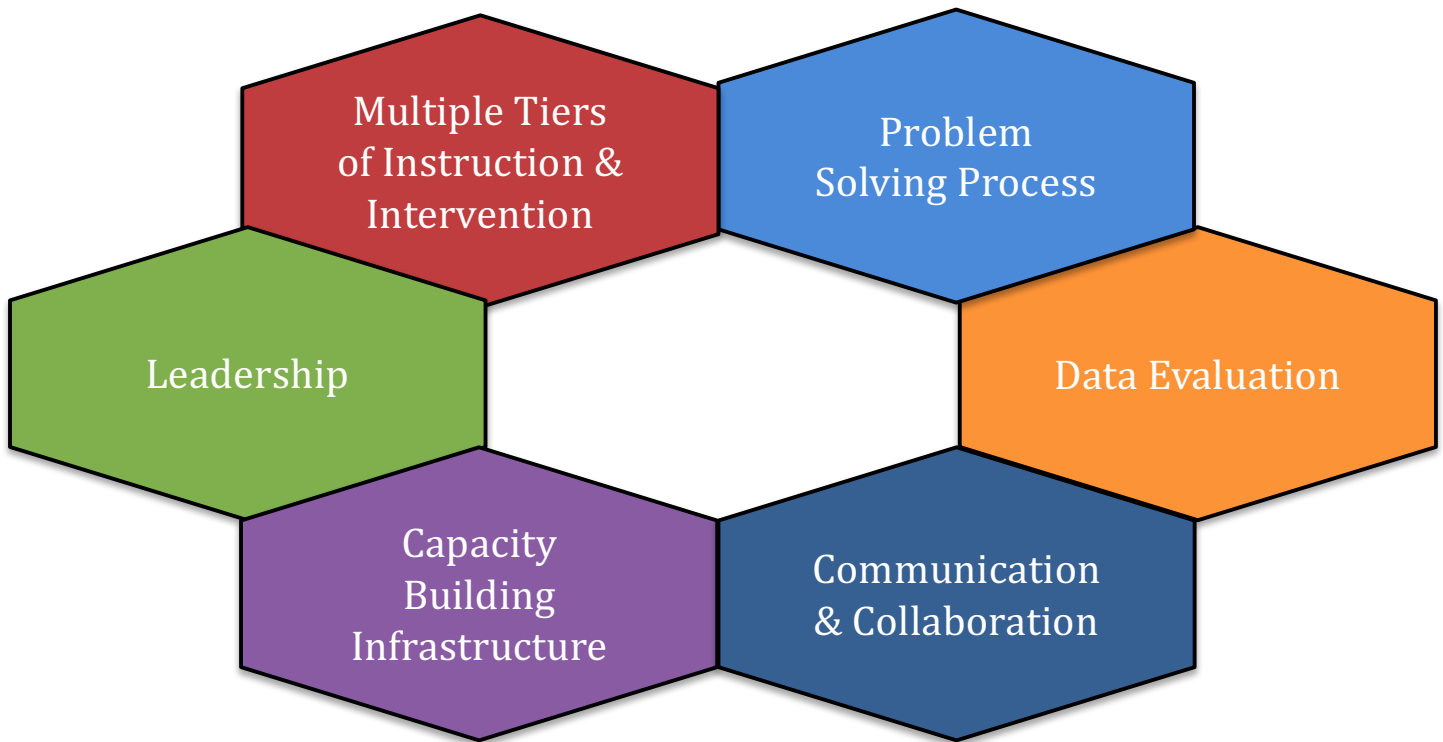 Multiple Tiers
of Instruction &
Intervention
Problem
Solving Process
Leadership
Data Evaluation
Capacity
Building
Infrastructure
Communication
& Collaboration